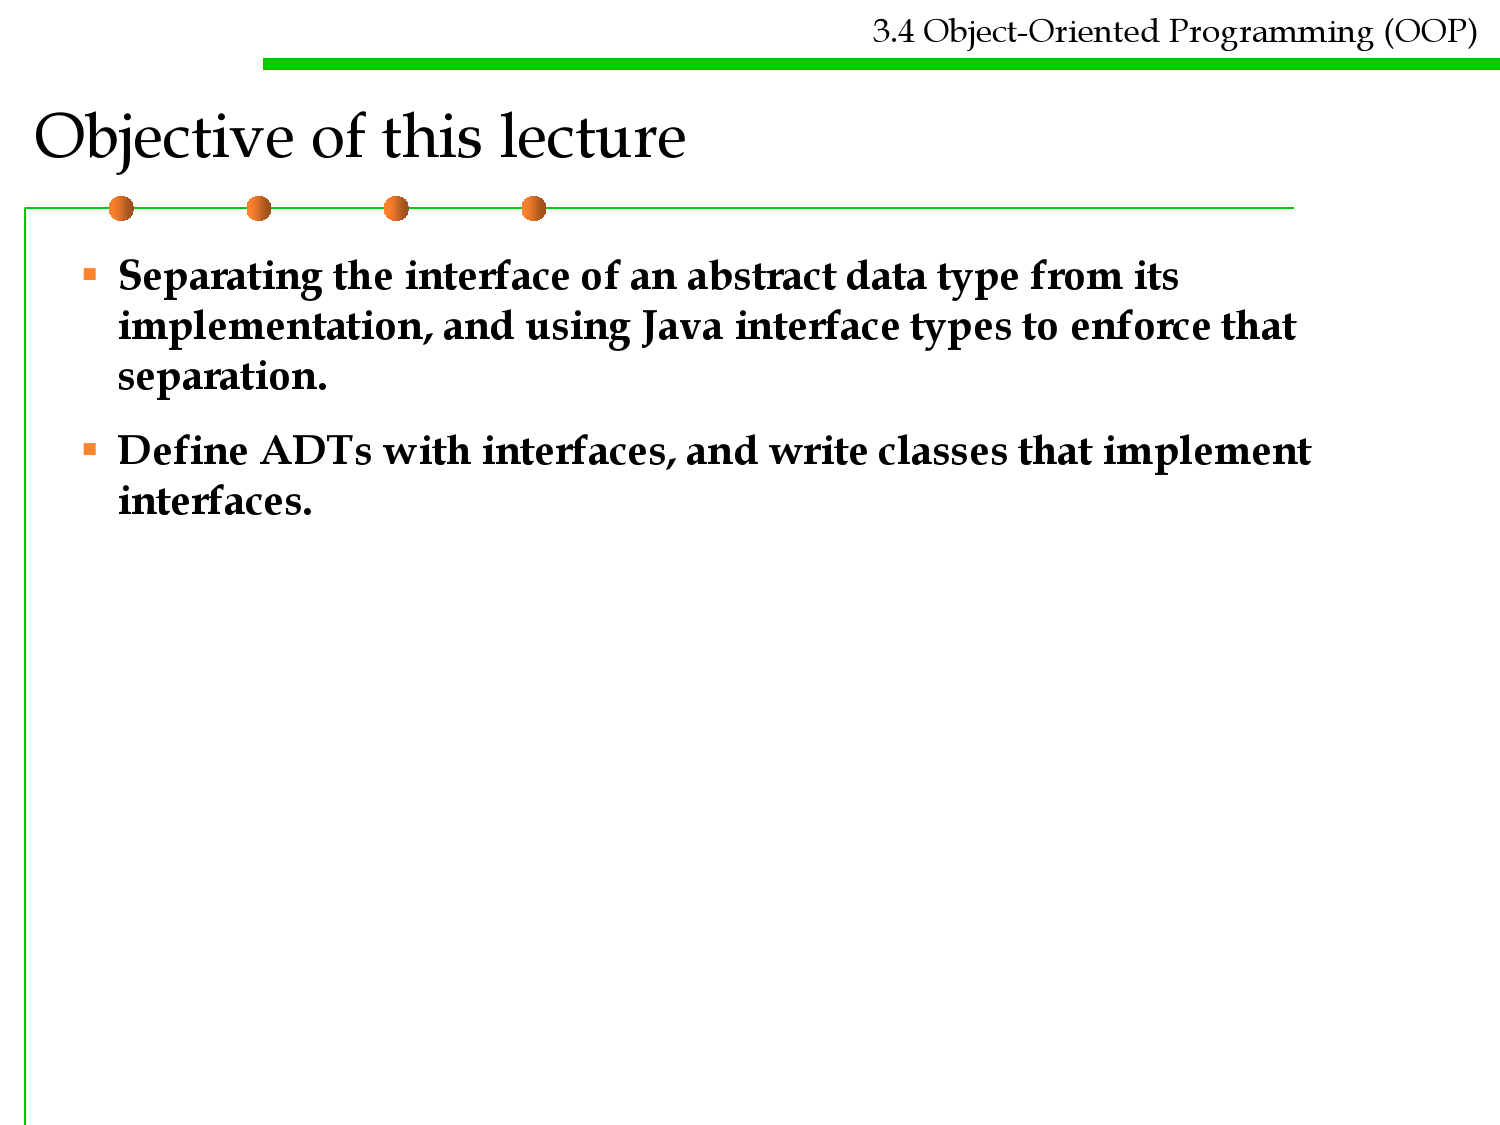 3.4 Object-Oriented Programming (OOP)
Objective of this lecture
Separating the interface of an abstract data type from its
implementation, and using Java interface types to enforce that
separation.
Define ADTs with interfaces, and write classes that implement
interfaces.